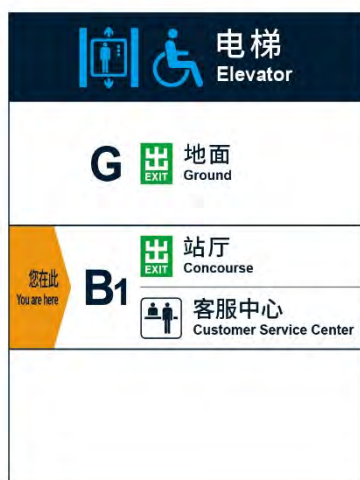 电梯
Elevator
G
出
EXIT
地面
Ground
您在此
You are here
B1
出
EXIT
站厅
Concourse
客服中心
Customer Service Center